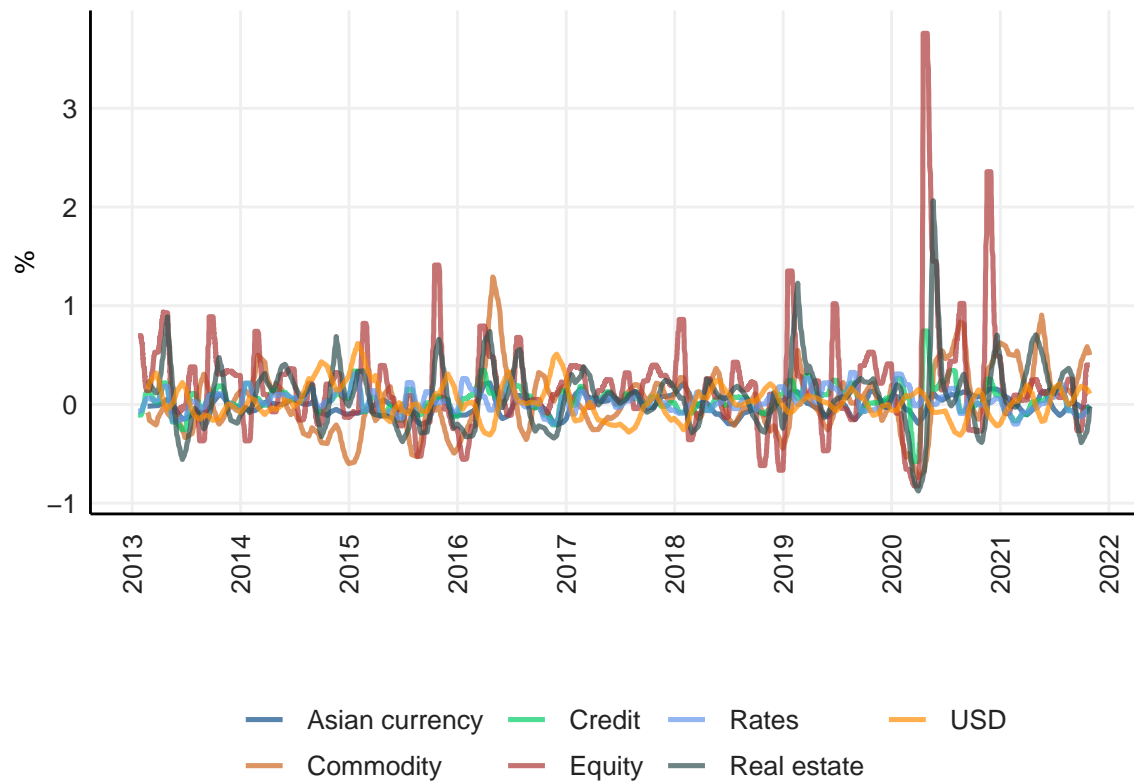 3
2
1
0
−1
%
2013
2014
2015
2016
2017
2018
2019
2020
2021
2022
Asian currency
Credit
Rates
USD
Commodity
Equity
Real estate